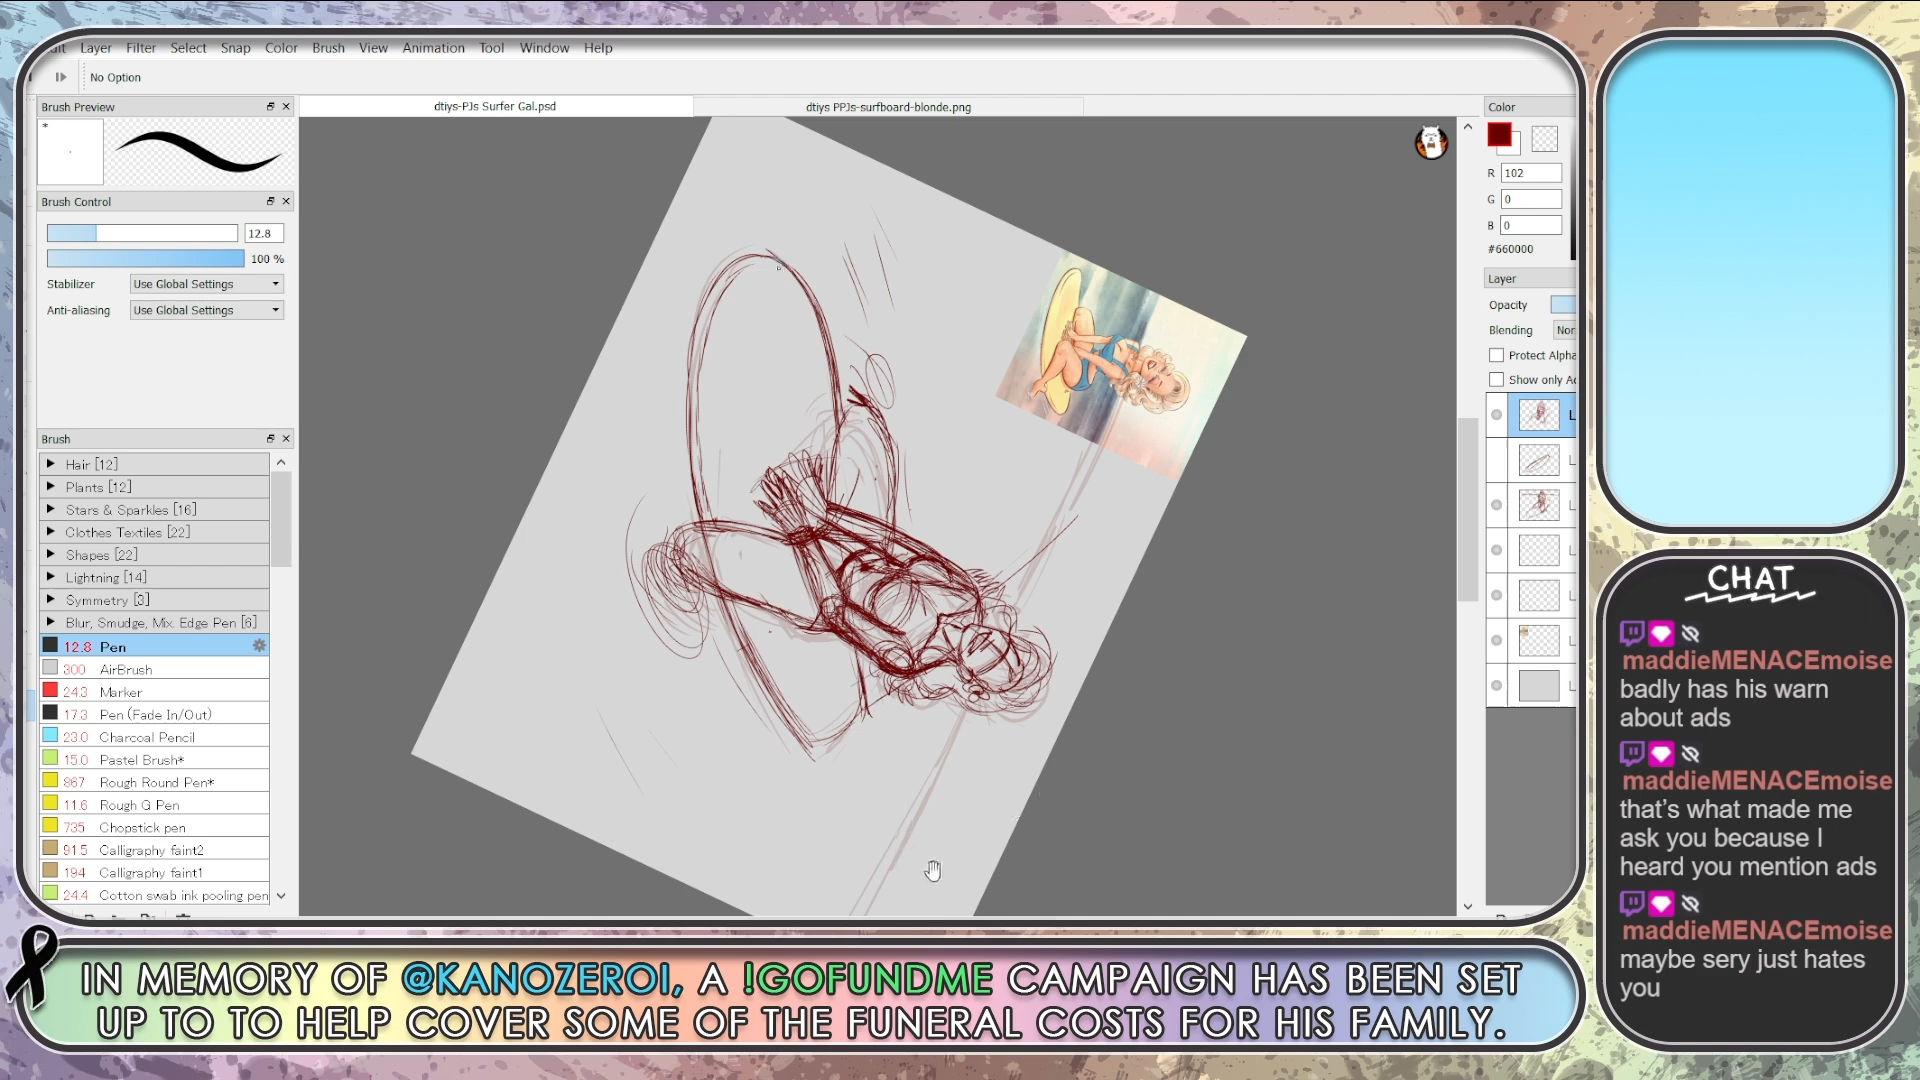 Layer Filter Select Snap Color Brush View Animation Tool Window Help
No Option
Brush Preview
dtiys-PJs Surfer Gal.psd
dtiys PPJs-surfboard-blonde.png
Color
*
R 102
G 0
B 0
#660000
Brush Control
12.8
100 %
Stabilizer Use Global Settings
Anti-aliasing Use Global Settings
Layer
Opacity
Blending Nor
Protect Alpha
Show only
Brush
Hair [12]
Plants [12]
Stars & Sparkles [16]
Clothes Textiles [22]
Shapes [22]
Lightning [14]
Symmetry [3]
Blur, Smudge, Mix. Edge Pen [6]
12.8 Pen
300 AirBrush
24.3 Marker
17.3 Pen (Fade In/Out)
23.0 Charcoal Pencil
15.0 Pastel Brush*
867 Rough Round Pen*
11.6 Rough G Pen
735 Chopstick pen
91.5 Calligraphy faint2
194 Calligraphy faint1
24.4 Cotton swab ink pooling pen
CHAT
maddieMENACEmoise
badly has his warn
about ads
maddieMENACEmoise
that's what made me
ask you because I
heard you mention ads
maddieMENACEmoise
maybe sery just hates
you
IN MEMORY OF @KANOZEROI, A !GOFUNDME CAMPAIGN HAS BEEN SET
UP TO TO HELP COVER SOME OF THE FUNERAL COSTS FOR HIS FAMILY.